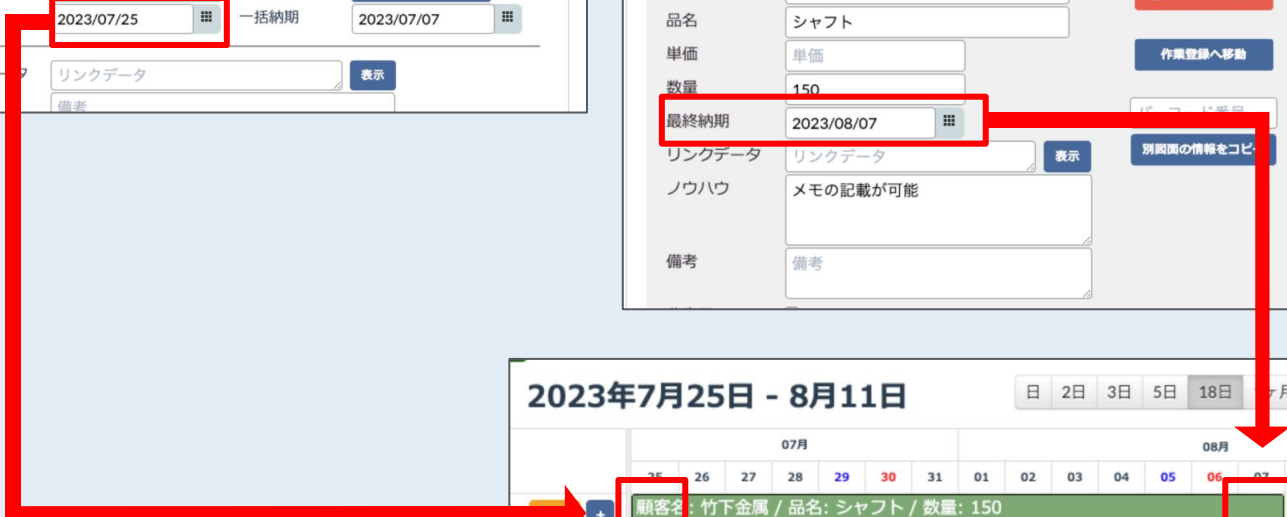 2023/07/25 一括納期 2023/07/07
リンクデータ 表示
備考
品名 シャフト
単価 単価
作業登録へ移動
数量 150
最終納期 2023/08/07
リンクデータ リンクデータ 表示
別図面の情報をコピー
ノウハウ メモの記載が可能
備考 備考
2023年7月25日 - 8月11日 日 2日 3日 5日 18日
07月 08月
25 26 27 28 29 30 31 01 02 03 04 05 06 07
+ 顧客名: 竹下金属 / 品名: シャフト / 数量: 150